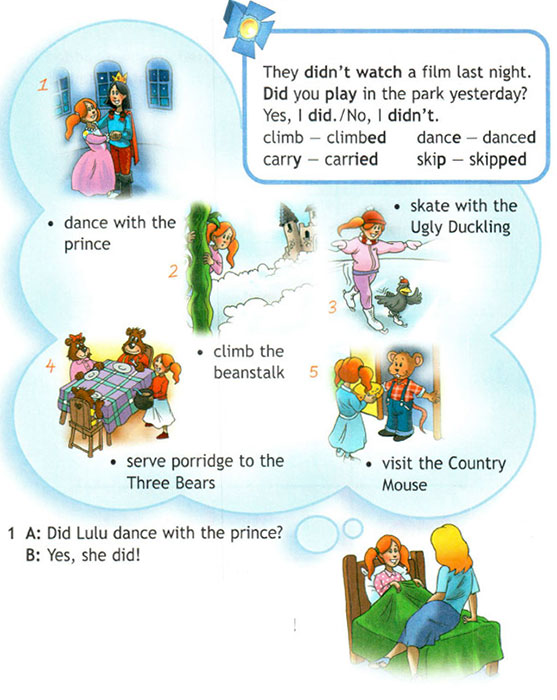 They didn't watch a film last night.
Did you play in the park yesterday?
Yes, I did./No, I didn't.
climb – climbed dance – danced
carry – carried skip – skipped
1
• dance with the
prince
2
• climb the
beanstalk
• skate with the
Ugly Duckling
3
4
• serve porridge to the
Three Bears
5
• visit the Country
Mouse
1 A: Did Lulu dance with the prince?
B: Yes, she did!